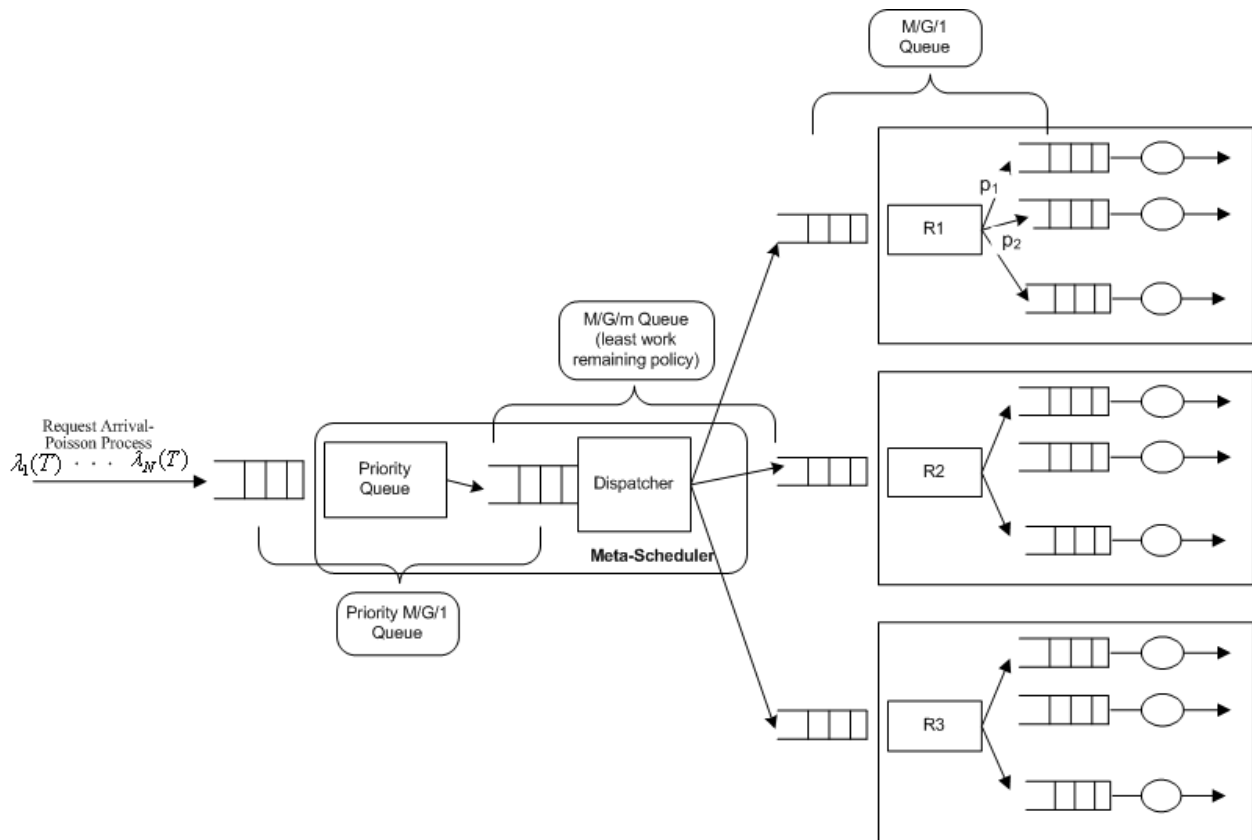 M/G/1
Queue
p1
R1
p2
M/G/m Queue
(least work
remaining policy)
Request Arrival-
Poisson Process
λ1(T) · · · λN(T)
Priority
Queue
Dispatcher
Meta-Scheduler
R2
Priority M/G/1
Queue
R3